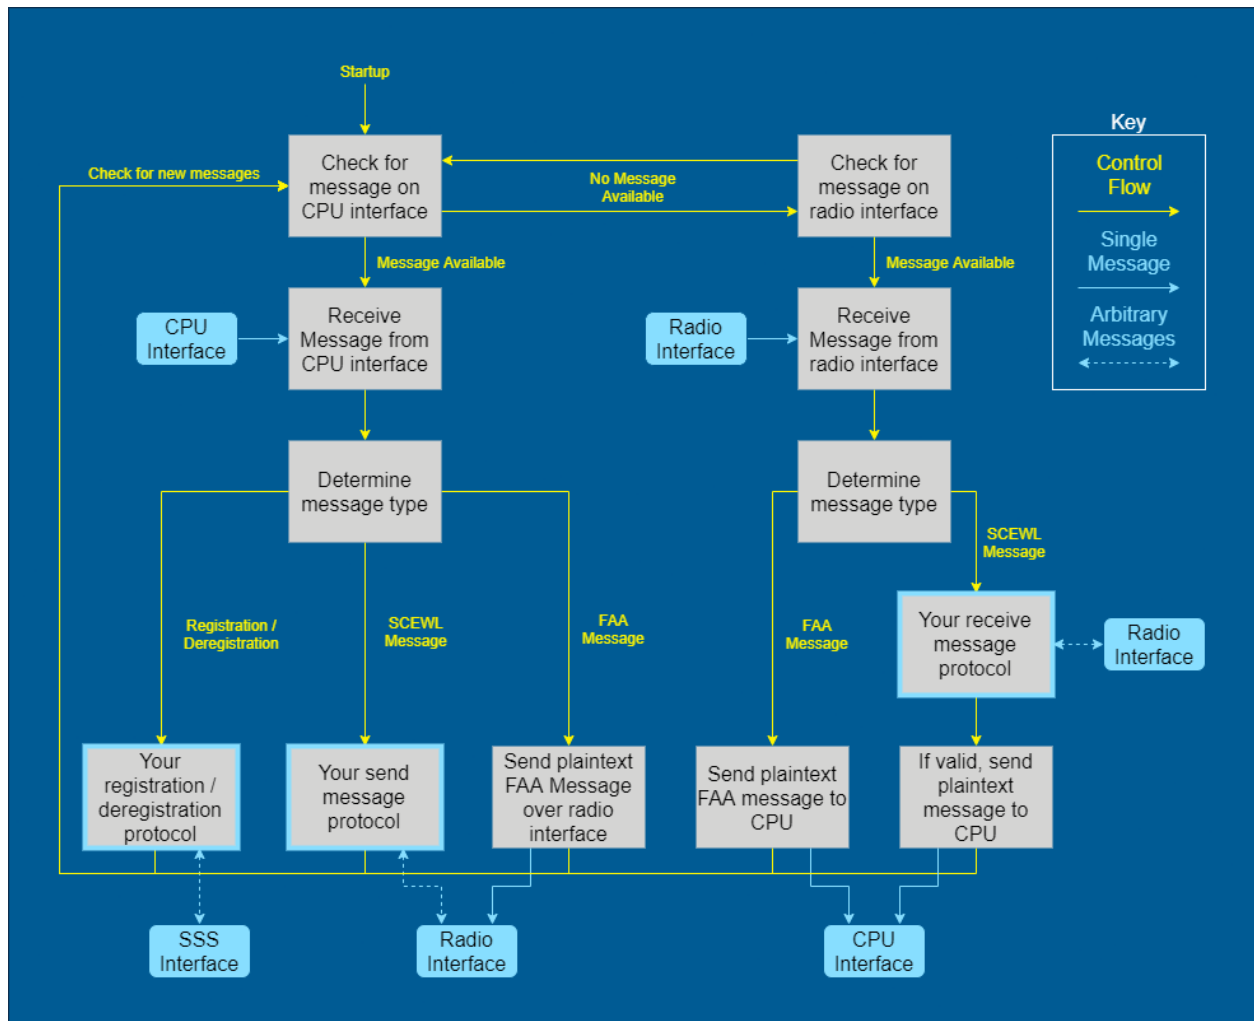 Startup
Key
Check for
message on
CPU interface
Check for
message on
radio interface
Check for new messages
No Message
Available
Control
Flow
Single
Message
Arbitrary
Messages
Message Available
Message Available
CPU
Interface
Receive
Message from
CPU interface
Radio
Interface
Receive
Message from
radio interface
Determine
message type
Determine
message type
SCEWL
Message
Registration /
Deregistration
SCEWL
Message
FAA
Message
FAA
Message
Your receive
message
protocol
Radio
Interface
Your
registration /
deregistration
protocol
Your send
message
protocol
Send plaintext
FAA Message
over radio
interface
Send plaintext
FAA message to
CPU
If valid, send
plaintext
message to
CPU
SSS
Interface
Radio
Interface
CPU
Interface